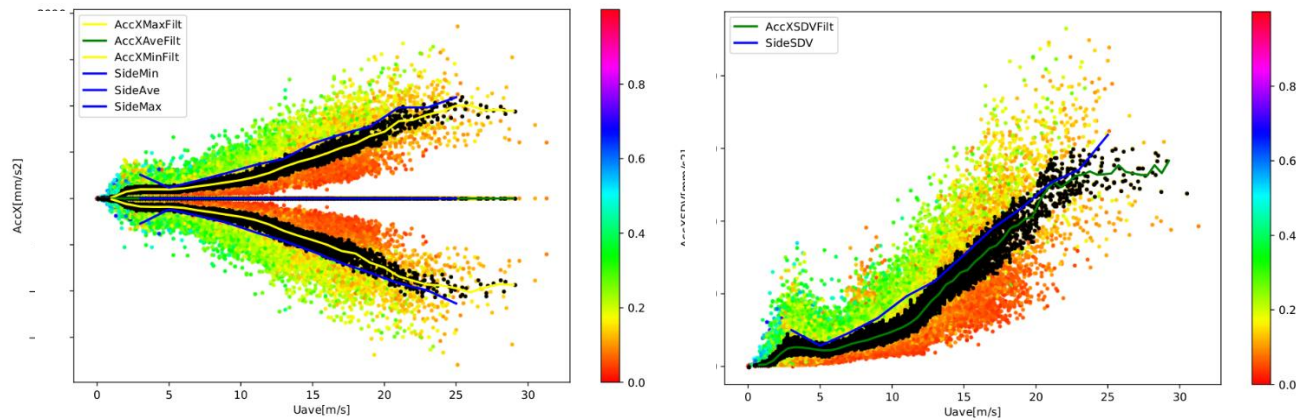 AccXMaxFilt
AccXAveFilt
AccXMinFilt
SideMin
SideAve
SideMax
AccX[mm/s2]
0 5 10 15 20 25 30
Uave[m/s]
0.8
0.6
0.4
0.2
0.0
AccXSDVFilt
SideSDV
0 5 10 15 20 25 30
Uave[m/s]
0.8
0.6
0.4
0.2
0.0